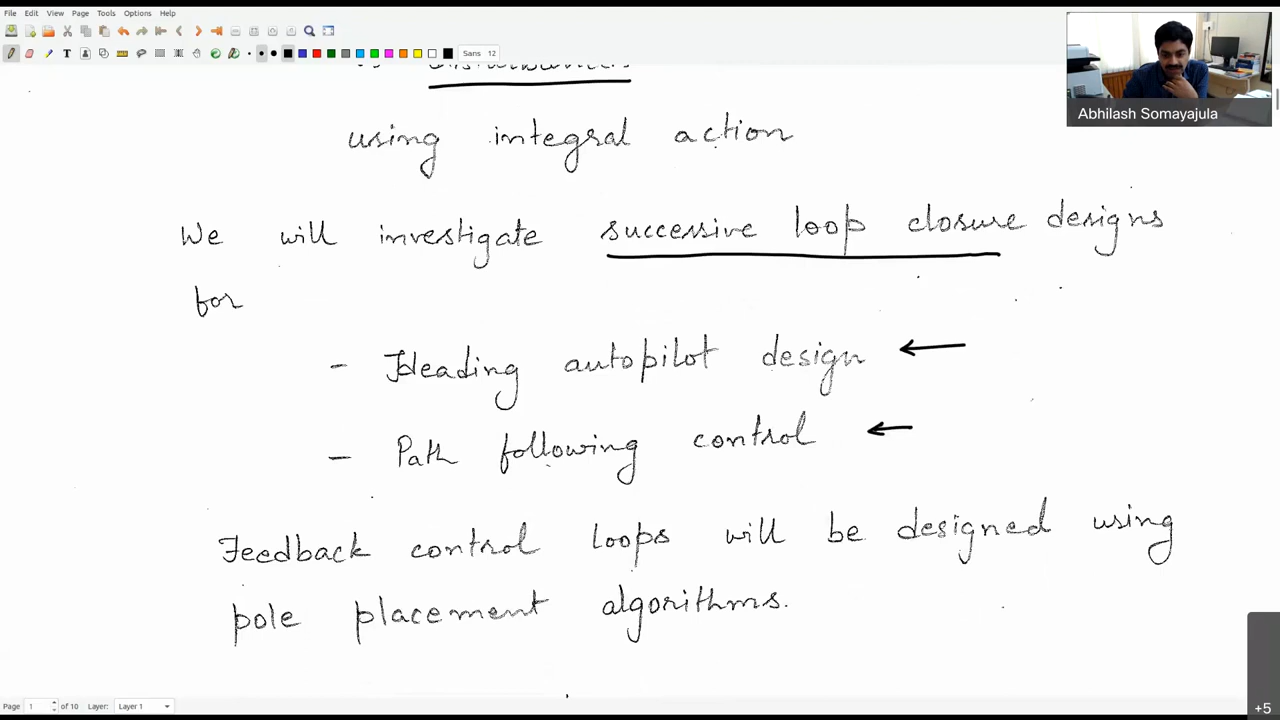 File Edit View Page Tools Options Help
Sans 12
Abhilash Somayajula
using integral action
We will investigate successive loop closure designs
for
- Heading autopilot design ←
- Path following control ←
Feedback control loops will be designed using
pole placement algorithms.
Page 1 of 10 Layer: Layer 1
+5